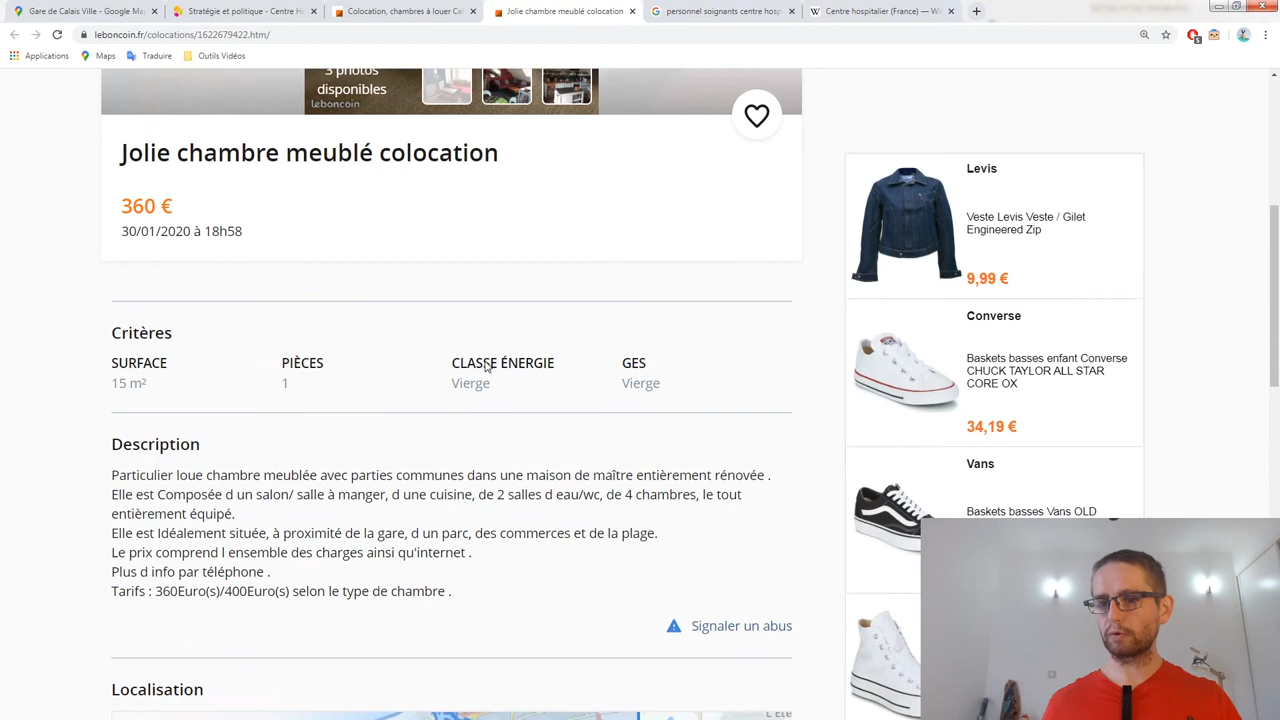 Gare de Calais Ville - Google Ma
Stratégie et politique - Centre Ho
Colocation, chambres à louer Cal
Jolie chambre meublé colocation
personnel soignants centre hosp
Centre hospitalier (France) — Wi
leboncoin.fr/colocations/1622679422.htm/
5
Applications
Maps
Traduire
Outils Vidéos
3 photos
disponibles
leboncoin
Jolie chambre meublé colocation
360 €
30/01/2020 à 18h58
Critères
SURFACE
15 m²
PIÈCES
1
CLASSE ÉNERGIE
Vierge
GES
Vierge
Description
Particulier loue chambre meublée avec parties communes dans une maison de maître entièrement rénovée .
Elle est Composée d un salon/ salle à manger, d une cuisine, de 2 salles d eau/wc, de 4 chambres, le tout
entièrement équipé.
Elle est Idéalement située, à proximité de la gare, d un parc, des commerces et de la plage.
Le prix comprend l ensemble des charges ainsi qu'internet .
Plus d info par téléphone .
Tarifs : 360Euro(s)/400Euro(s) selon le type de chambre .
Signaler un abus
Localisation
Levis
Veste Levis Veste / Gilet
Engineered Zip
9,99 €
Converse
Baskets basses enfant Converse
CHUCK TAYLOR ALL STAR
CORE OX
34,19 €
Vans
Baskets basses Vans OLD